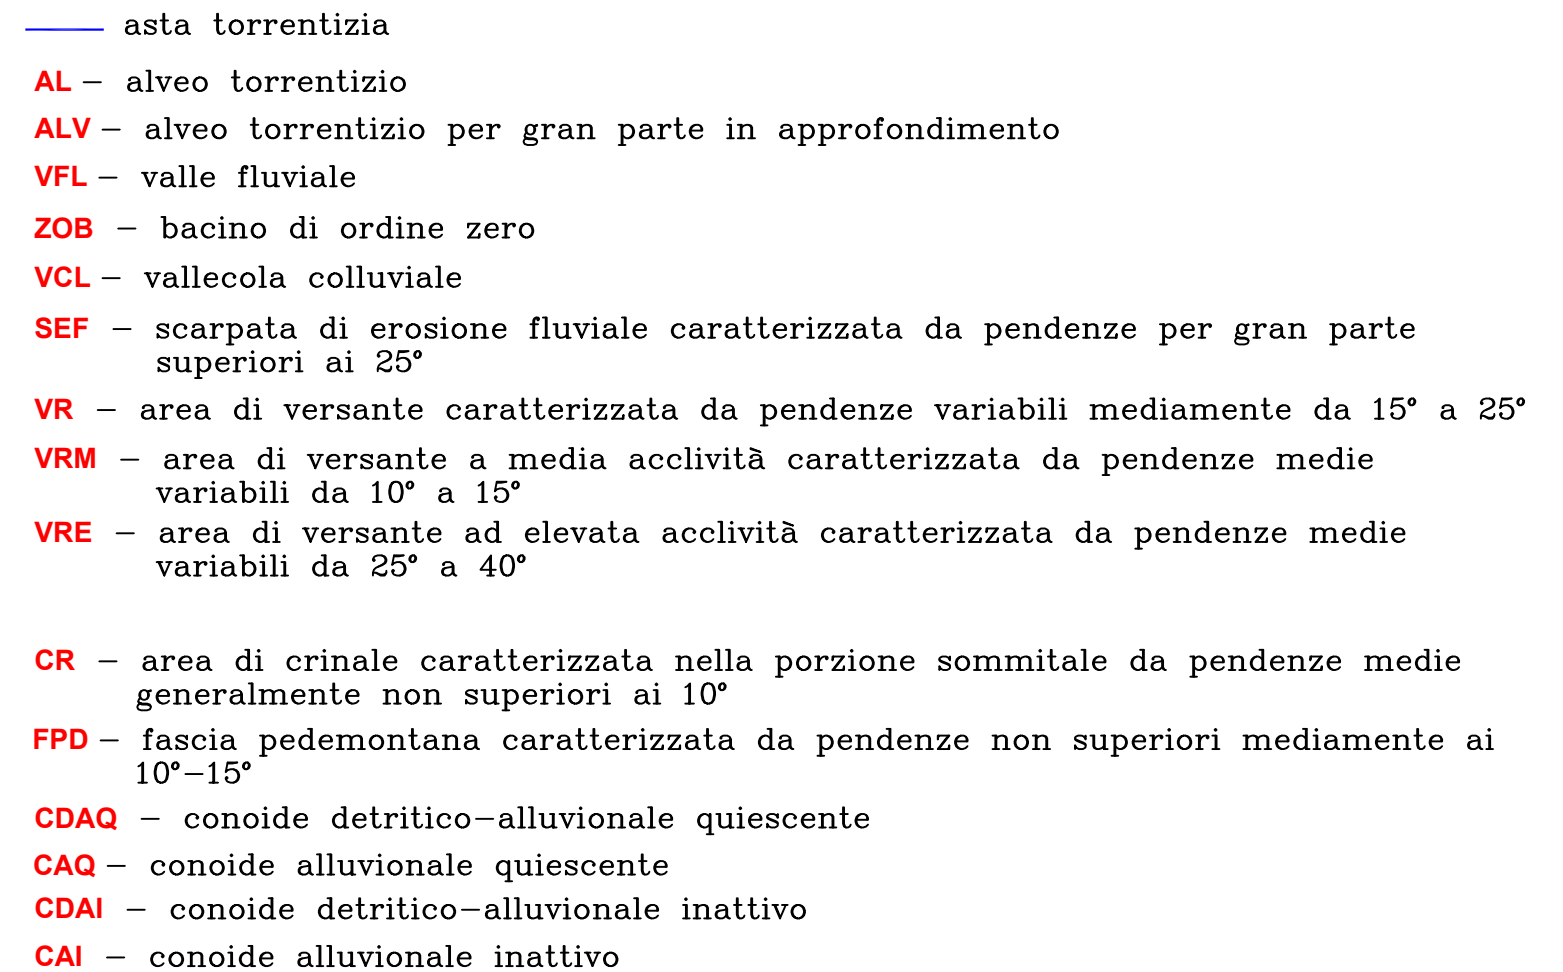 asta torrentizia
AL – alveo torrentizio
ALV – alveo torrentizio per gran parte in approfondimento
VFL – valle fluviale
ZOB – bacino di ordine zero
VCL – vallecola colluviale
SEF – scarpata di erosione fluviale caratterizzata da pendenze per gran parte
superiori ai 25°
VR – area di versante caratterizzata da pendenze variabili mediamente da 15° a 25°
VRM – area di versante a media acclività caratterizzata da pendenze medie
variabili da 10° a 15°
VRE – area di versante ad elevata acclività caratterizzata da pendenze medie
variabili da 25° a 40°
CR – area di crinale caratterizzata nella porzione sommitale da pendenze medie
generalmente non superiori ai 10°
FPD – fascia pedemontana caratterizzata da pendenze non superiori mediamente ai
10°–15°
CDAQ – conoide detritico–alluvionale quiescente
CAQ – conoide alluvionale quiescente
CDAI – conoide detritico–alluvionale inattivo
CAI – conoide alluvionale inattivo